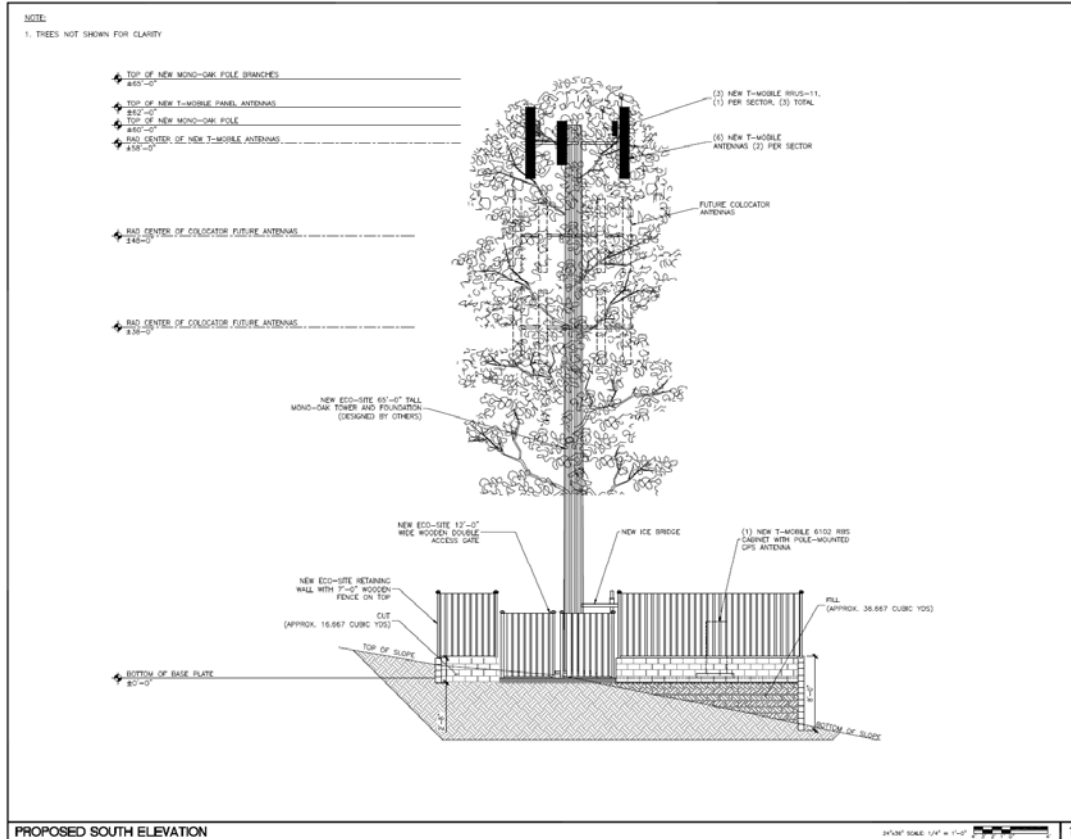 NOTE:
1. TREES NOT SHOWN FOR CLARITY
TOP OF NEW MONO-OAK POLE BRANCHES
±65'-0"
TOP OF NEW T-MOBILE PANEL ANTENNAS
±62'-0"
TOP OF NEW MONO-OAK POLE
±60'-0"
RAD CENTER OF NEW T-MOBILE ANTENNAS
±58'-0"
(3) NEW T-MOBILE RRUS-11,
(1) PER SECTOR, (3) TOTAL
(6) NEW T-MOBILE
ANTENNAS (2) PER SECTOR
FUTURE COLOCATOR
ANTENNAS
RAD CENTER OF COLOCATOR FUTURE ANTENNAS
±48'-0"
RAD CENTER OF COLOCATOR FUTURE ANTENNAS
±38'-0"
NEW ECO-SITE 65'-0" TALL
MONO-OAK TOWER AND FOUNDATION
(DESIGNED BY OTHERS)
NEW ECO-SITE 12'-0"
WIDE WOODEN DOUBLE
ACCESS GATE
NEW ICE BRIDGE
(1) NEW T-MOBILE 6102 RBS
CABINET WITH POLE-MOUNTED
GPS ANTENNA
NEW ECO-SITE RETAINING
WALL WITH 7'-0" WOODEN
FENCE ON TOP
CUT
(APPROX. 16.667 CUBIC YDS)
FILL
(APPROX. 36.667 CUBIC YDS)
TOP OF SLOPE
BOTTOM OF BASE PLATE
±0'-0"
BOTTOM OF SLOPE
PROPOSED SOUTH ELEVATION
24"x36" SCALE: 1/4" = 1'-0"